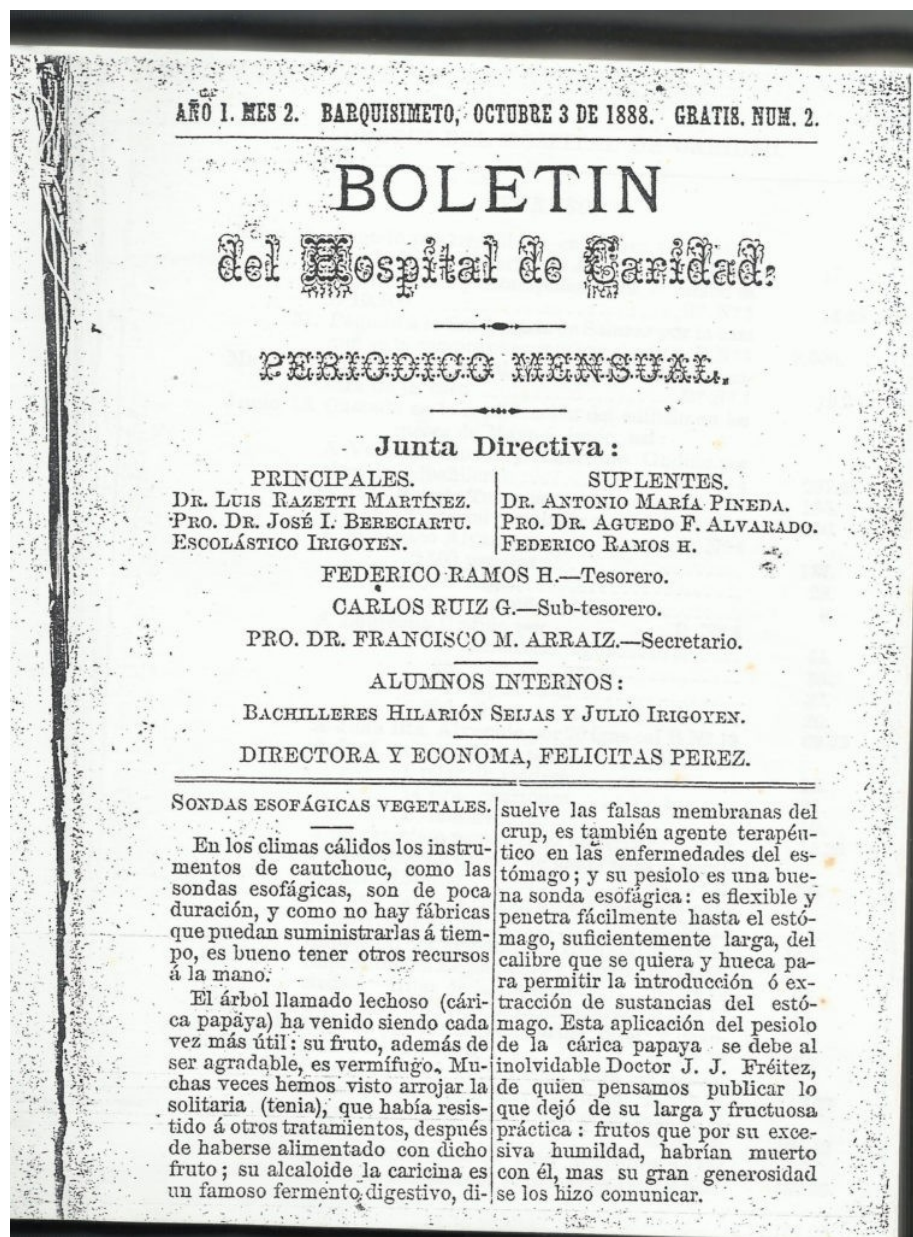 AÑO I. MES 2. BARQUISIMETO, OCTUBRE 3 DE 1888. GRATIS. NUM. 2.
BOLETIN
del Hospital de Caridad.
PERIODICO MENSUAL.
Junta Directiva:
PRINCIPALES.
DR. LUIS RAZETTI MARTÍNEZ.
PRO. DR. JOSÉ I. BERECIARTU.
ESCOLÁSTICO IRIGOYEN.
SUPLENTES.
DR. ANTONIO MARÍA PINEDA.
PRO. DR. AGUEDO F. ALVARADO.
FEDERICO RAMOS H.
FEDERICO RAMOS H.—Tesorero.
CARLOS RUIZ G.—Sub-tesorero.
PRO. DR. FRANCISCO M. ARRAIZ.—Secretario.
ALUMNOS INTERNOS:
BACHILLERES HILARIÓN SEIJAS Y JULIO IRIGOYEN.
DIRECTORA Y ECONOMA, FELICITAS PEREZ.
SONDAS ESOFÁGICAS VEGETALES.
En los climas cálidos los instru-
mentos de cautchouc, como las
sondas esofágicas, son de poca
duración, y como no hay fábricas
que puedan suministrarlas á tiem-
po, es bueno tener otros recursos
á la mano.
El árbol llamado lechoso (cári-
ca papäya) ha venido siendo cada
vez más útil: su fruto, además de
ser agradable, es vermífugo. Mu-
chas veces hemos visto arrojar la
solitaria (tenia), que había resis-
tido á otros tratamientos, después
de haberse alimentado con dicho
fruto; su alcaloide la caricina es
un famoso fermento digestivo, di-
suelve las falsas membranas del
crup, es también agente terapéu-
tico en las enfermedades del es-
tómago; y su pesiolo es una bue-
na sonda esofágica: es flexible y
penetra fácilmente hasta el estó-
mago, suficientemente larga, del
calibre que se quiera y hueca pa-
ra permitir la introducción ó ex-
tracción de sustancias del estó-
mago. Esta aplicación del pesiolo
de la cárica papaya se debe al
inolvidable Doctor J. J. Fréitez,
de quien pensamos publicar lo
que dejó de su larga y fructuosa
práctica: frutos que por su exce-
siva humildad, habrían muerto
con él, mas su gran generosidad
se los hizo comunicar.